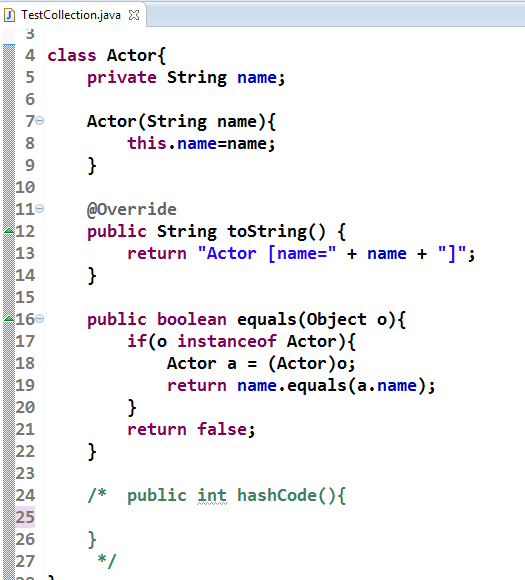 TestCollection.java
3
4 class Actor{
5     private String name;
6
7     Actor(String name){
8         this.name=name;
9     }
10
11     @Override
12     public String toString() {
13         return "Actor [name=" + name + "]";
14     }
15
16     public boolean equals(Object o){
17         if(o instanceof Actor){
18             Actor a = (Actor)o;
19             return name.equals(a.name);
20         }
21         return false;
22     }
23
24     /*  public int hashCode(){
25
26     }
27      */
28 }